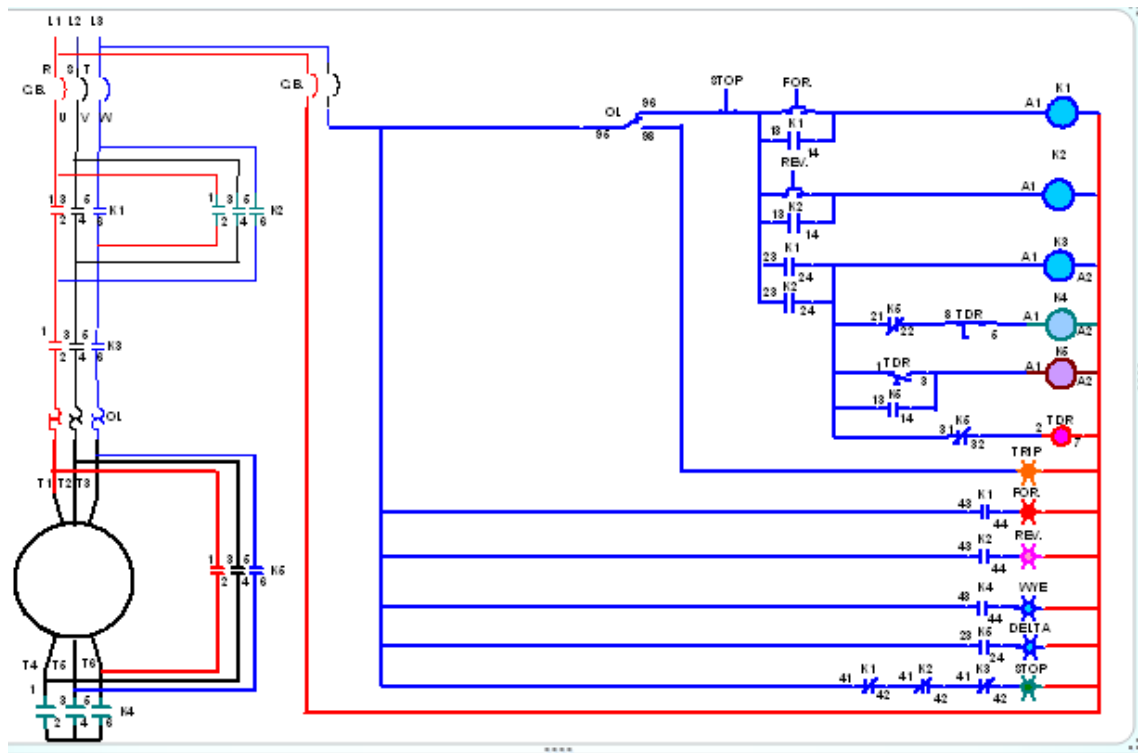 L1 L2 L3
R S T
C.B.
U V W
1 3 5
K1
2 4 6
1 3 5
K2
2 4 6
1 3 5
K3
2 4 6
OL
T1 T2 T3
1 3 5
K5
2 4 6
T4 T5 T6
1 3 5
K4
2 4 6
C.B.
OL
95 96
98
STOP
FOR.
K1
13 14
A1
K1
REV.
K2
13 14
A1
K2
K1
23 24
A1
K3
A2
K2
23 24
21 K5 22
8 TDR 5
A1
K4
A2
1 TDR 3
A1
K5
A2
K5
13 14
31 K5 32
2 TDR 7
TRIP
43 K1 44
FOR.
43 K2 44
REV.
43 K4 44
WYE
23 K5 24
DELTA
41 K1 42
41 K2 42
41 K3 42
STOP